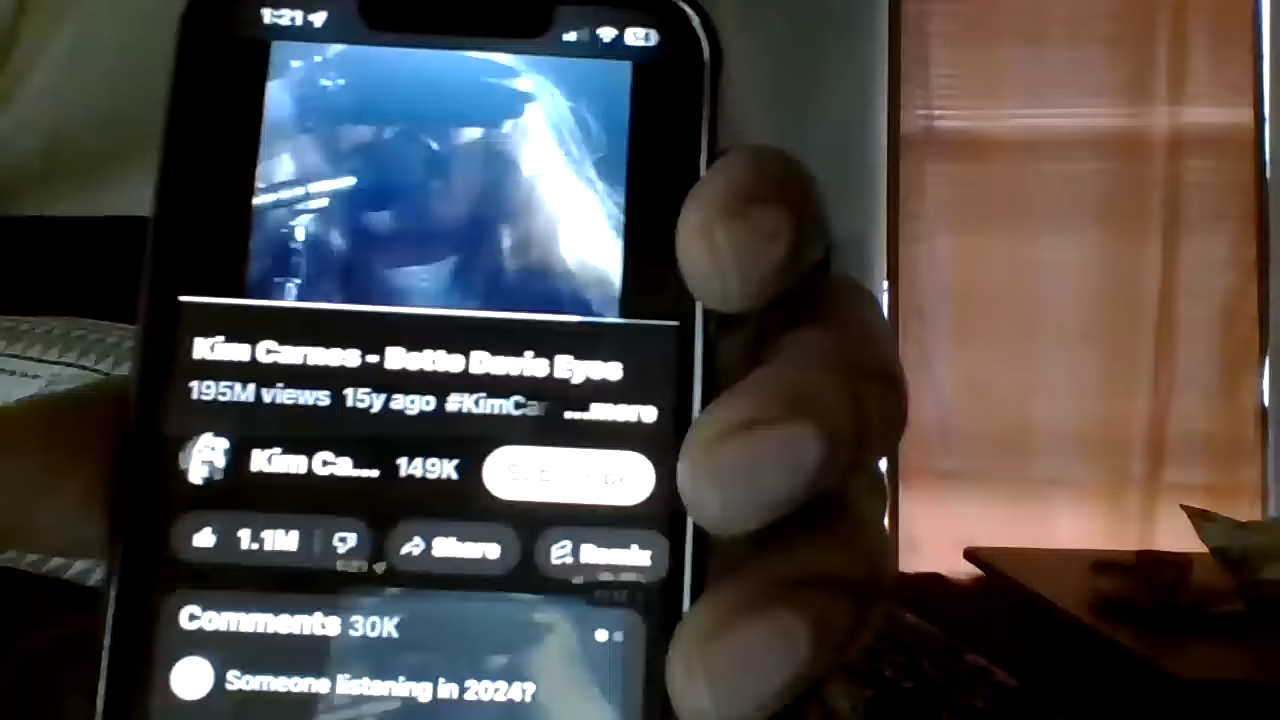 1:21
54
Kim Carnes - Bette Davis Eyes
195M views 15y ago #KimCar ...more
Kim Ca... 149K
1.1M Share Remix
Comments 30K
Someone listening in 2024?